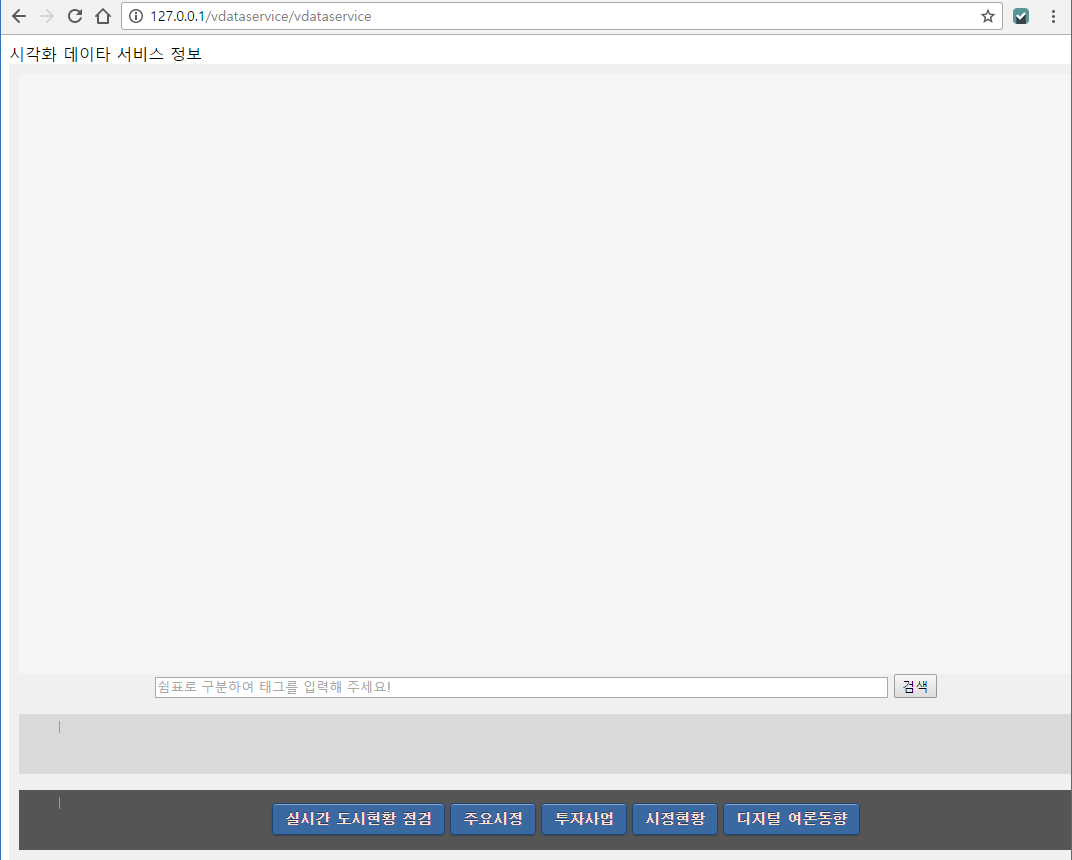 127.0.0.1/vdataservice/vdataservice
시각화 데이타 서비스 정보
쉼표로 구분하여 태그를 입력해 주세요! 검색
|
|
실시간 도시현황 점검 주요시정 투자사업 시정현황 디지털 여론동향